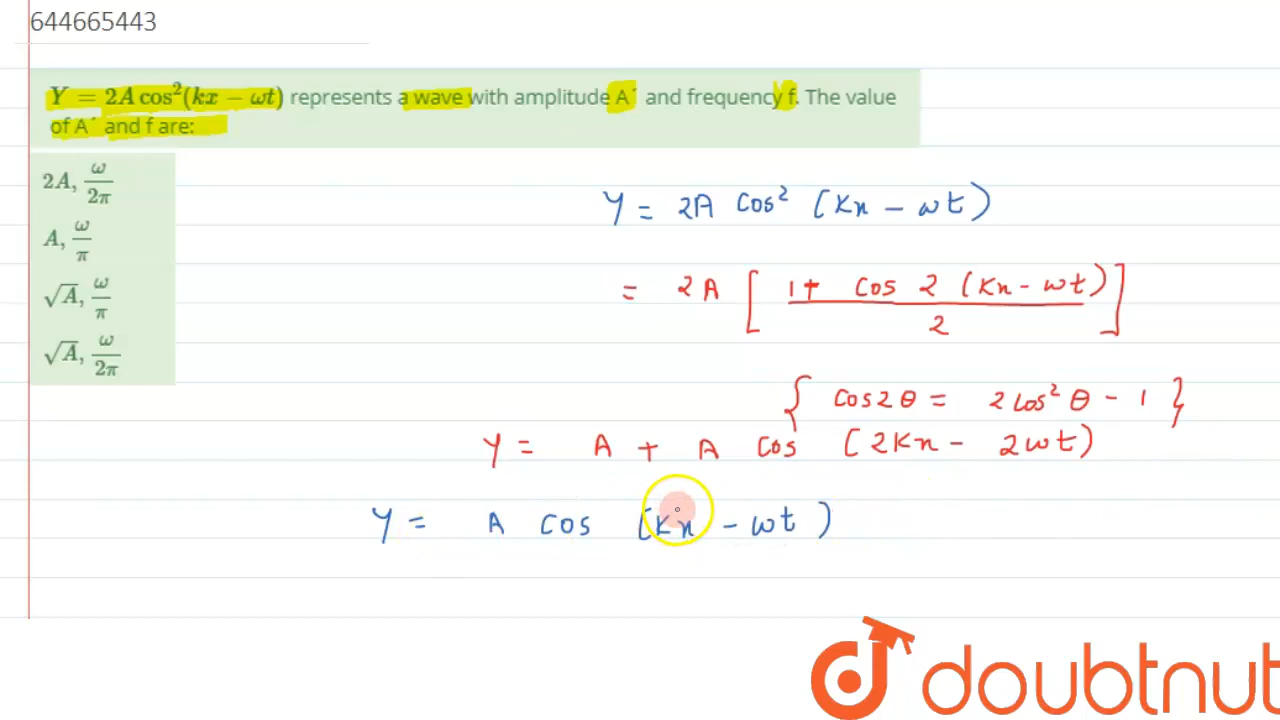 644665443
Y = 2A cos²(kx − ωt) represents a wave with amplitude A´ and frequency f. The value
of A´ and f are:
2A, ω/2π
A, ω/π
√A, ω/π
√A, ω/2π
Y = 2A cos² (Kx − ωt)
= 2A [ 1+ cos 2 (Kx − ωt) / 2 ]
{ cos2θ = 2cos²θ − 1 }
Y = A + A cos (2Kx − 2ωt)
Y = A cos (Kx − ωt)
doubtnut